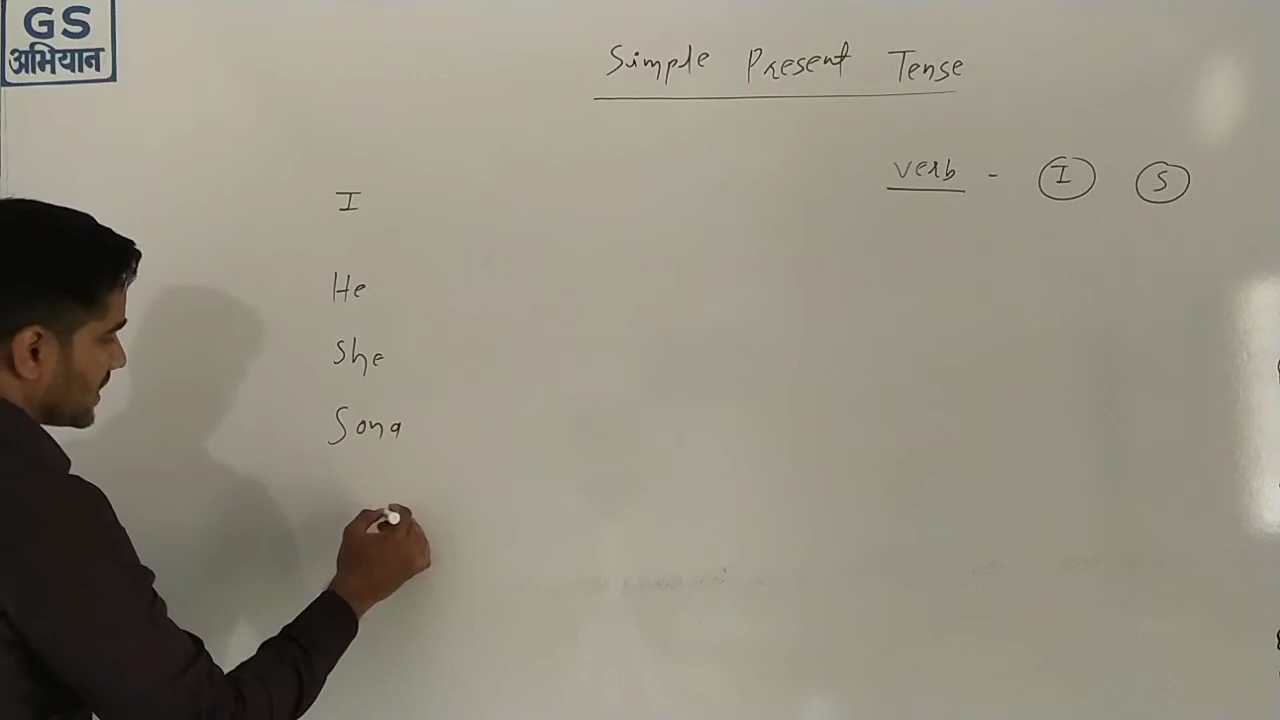 GS
अभियान
Simple Present Tense
verb - I S
I
He
She
Sona